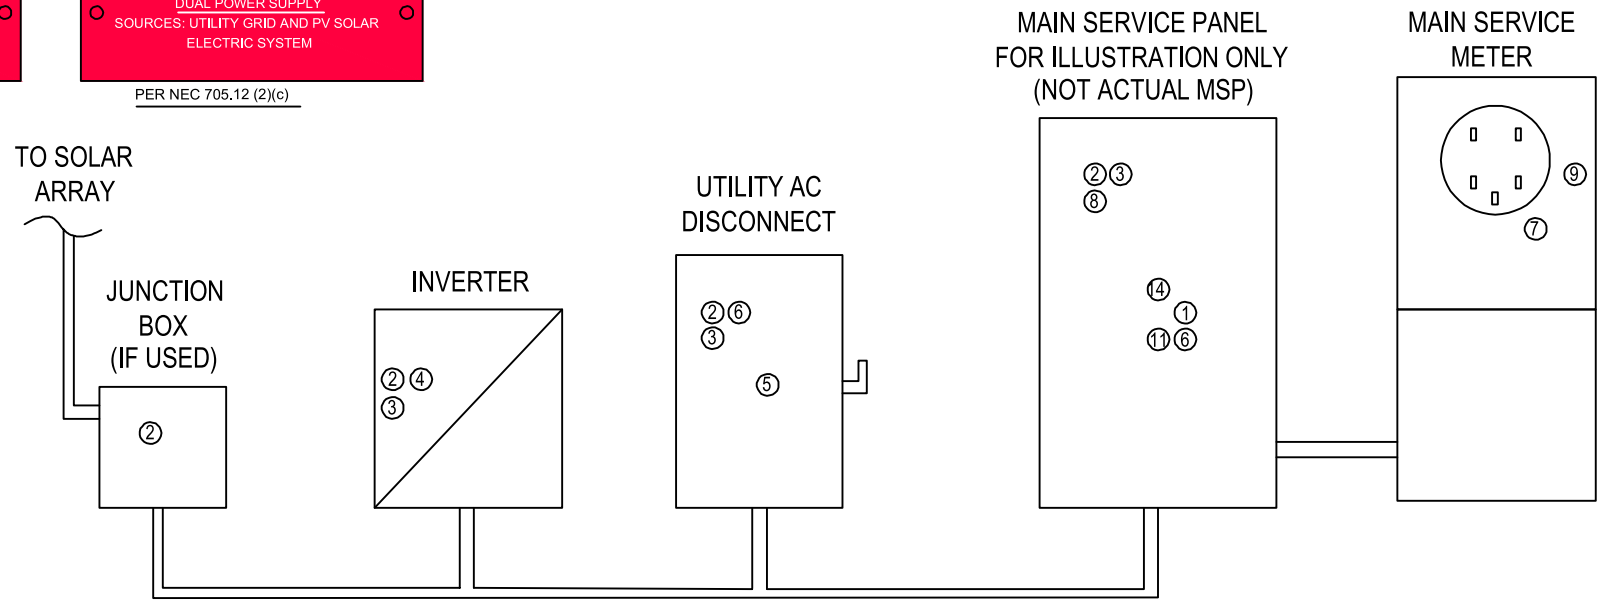 DUAL POWER SUPPLY
SOURCES: UTILITY GRID AND PV SOLAR
ELECTRIC SYSTEM
PER NEC 705.12 (2)(c)
TO SOLAR
ARRAY
JUNCTION
BOX
(IF USED)
2
INVERTER
2 4
3
UTILITY AC
DISCONNECT
2 6
3
5
MAIN SERVICE PANEL
FOR ILLUSTRATION ONLY
(NOT ACTUAL MSP)
2 3
8
14
1
11 6
MAIN SERVICE
METER
9
7